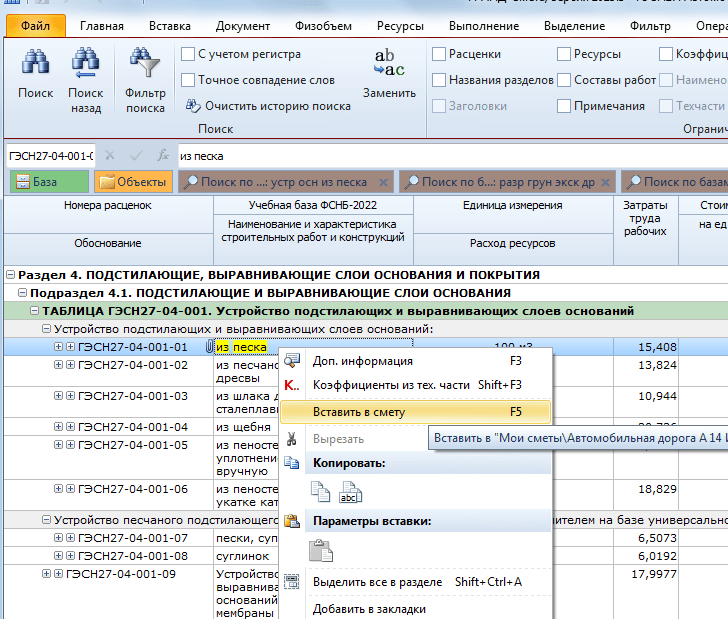 Файл Главная Вставка Документ Физобъем Ресурсы Выполнение Выделение Фильтр Опера
Поиск
Поиск назад
Фильтр поиска
С учетом регистра
Точное совпадение слов
Очистить историю поиска
Заменить
Поиск
Расценки Ресурсы Коэффиц
Названия разделов Составы работ Наимено
Заголовки Примечания Техчасти
Огранич
ГЭСН27-04-001-0 fx из песка
База Объекты Поиск по ...: устр осн из песка Поиск по б...: разр грун экск др Поиск по базам
Номера расценок
Обоснование
Учебная база ФСНБ-2022
Наименование и характеристика
строительных работ и конструкций
Единица измерения
Расход ресурсов
Затраты
труда
рабочих
Стоим
на ед
Раздел 4. ПОДСТИЛАЮЩИЕ, ВЫРАВНИВАЮЩИЕ СЛОИ ОСНОВАНИЯ И ПОКРЫТИЯ
Подраздел 4.1. ПОДСТИЛАЮЩИЕ И ВЫРАВНИВАЮЩИЕ СЛОИ ОСНОВАНИЯ
ТАБЛИЦА ГЭСН27-04-001. Устройство подстилающих и выравнивающих слоев оснований
Устройство подстилающих и выравнивающих слоев оснований:
ГЭСН27-04-001-01 из песка 100 м3 15,408
ГЭСН27-04-001-02 из песчано 13,824
дресвы
ГЭСН27-04-001-03 из шлака д 10,944
сталеплави
ГЭСН27-04-001-04 из щебня
ГЭСН27-04-001-05 из пеносте
уплотнение
вручную
ГЭСН27-04-001-06 из пеносте 18,829
укатке кат
Устройство песчаного подстилающег ителем на базе универсально
ГЭСН27-04-001-07 пески, суп 6,5073
ГЭСН27-04-001-08 суглинок 6,0192
ГЭСН27-04-001-09 Устройство 17,9977
выравнива
оснований
мембраны
Доп. информация F3
K.. Коэффициенты из тех. части Shift+F3
Вставить в смету F5
Вставить в "Мои сметы\Автомобильная дорога А 14
Вырезать
Копировать:
Параметры вставки:
Выделить все в разделе Shift+Ctrl+A
Добавить в закладки